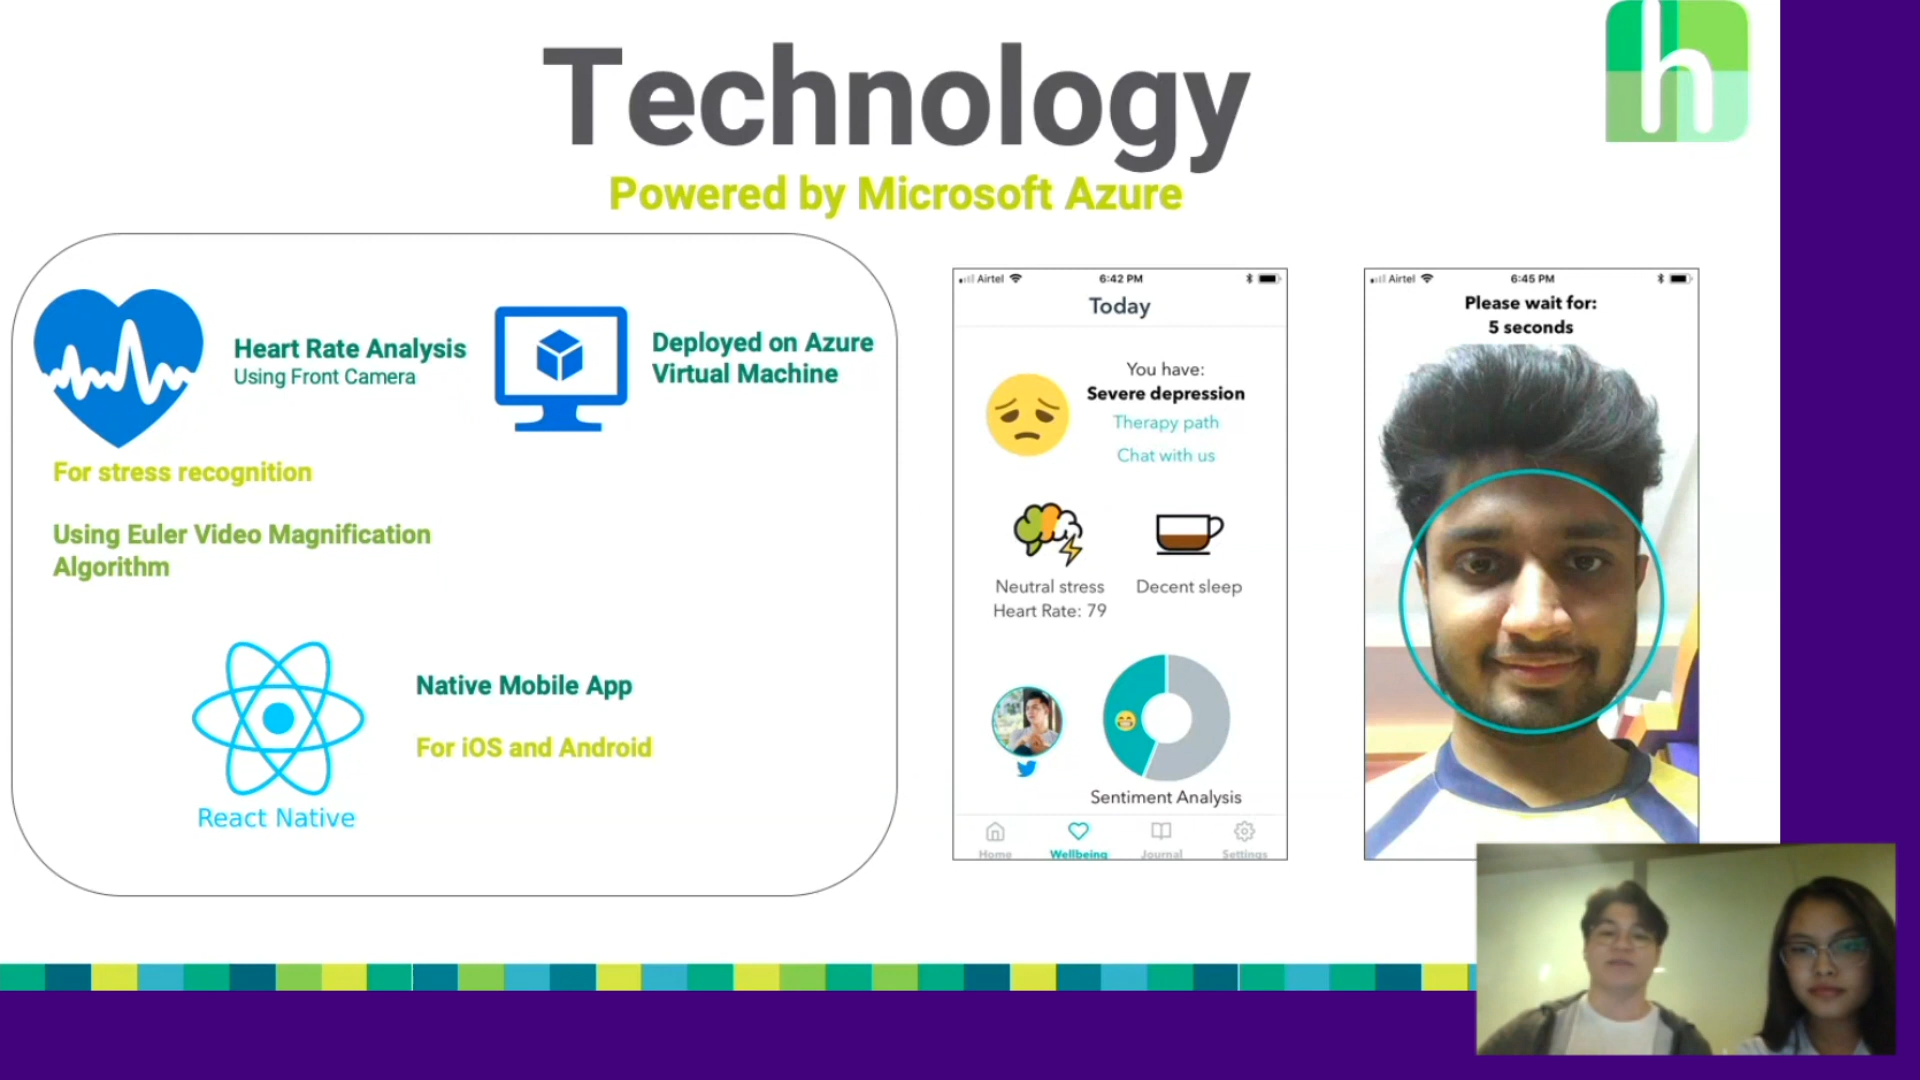 Technology
h
Powered by Microsoft Azure
Heart Rate Analysis
Using Front Camera
Deployed on Azure
Virtual Machine
For stress recognition
Using Euler Video Magnification
Algorithm
React Native
Native Mobile App
For iOS and Android
Airtel 6:42 PM
Today
You have:
Severe depression
Therapy path
Chat with us
Neutral stress
Heart Rate: 79
Decent sleep
Sentiment Analysis
Home Wellbeing Journal Settings
Airtel 6:45 PM
Please wait for:
5 seconds